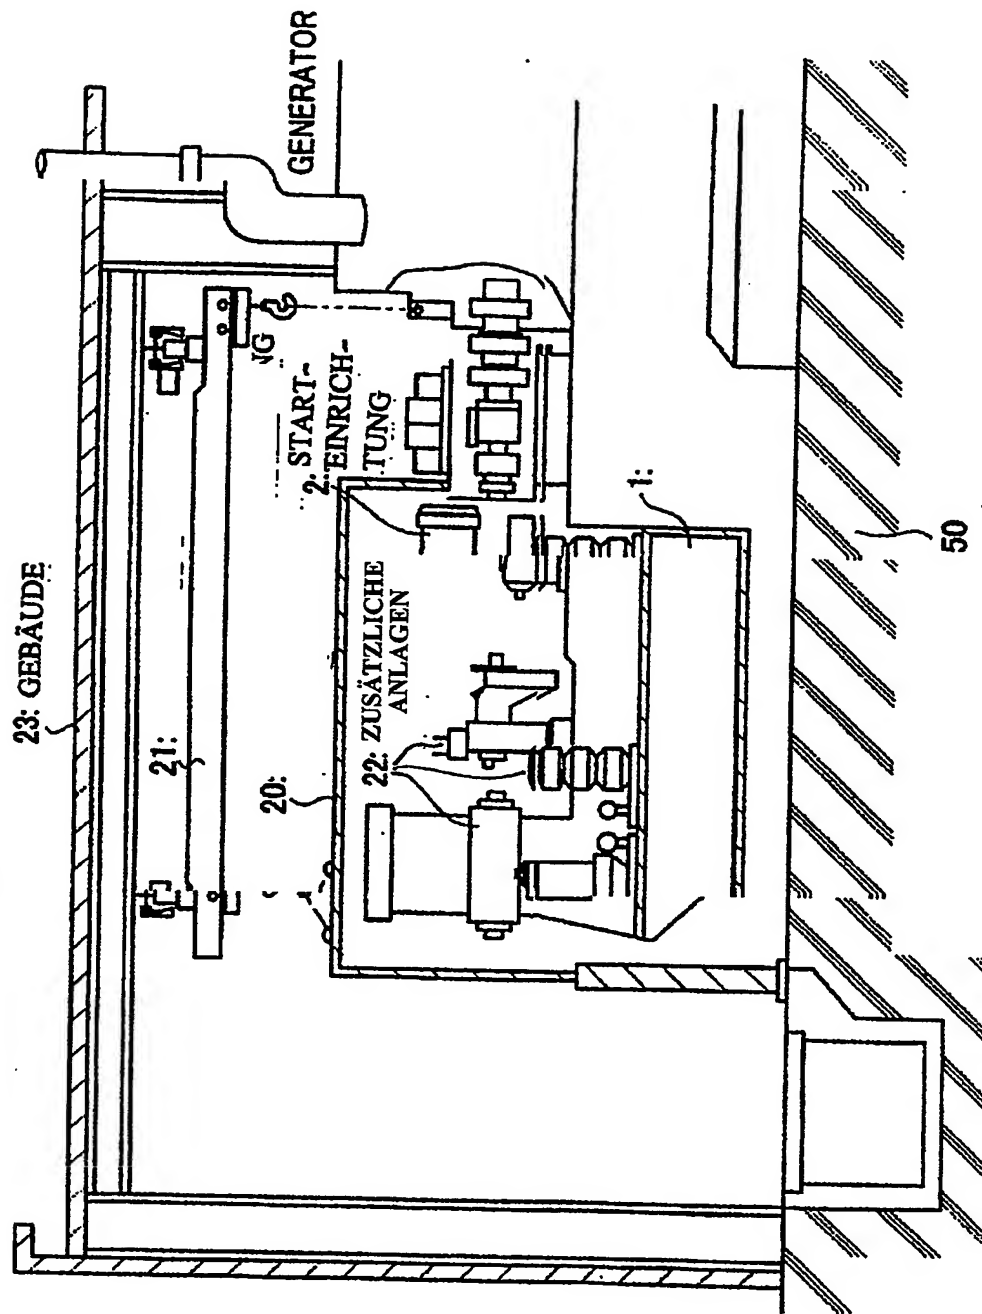 23: GEBÄUDE
21:
20:
GENERATOR
NG
2: START-
EINRICH-
TUNG
22: ZUSÄTZLICHE
ANLAGEN
1:
50